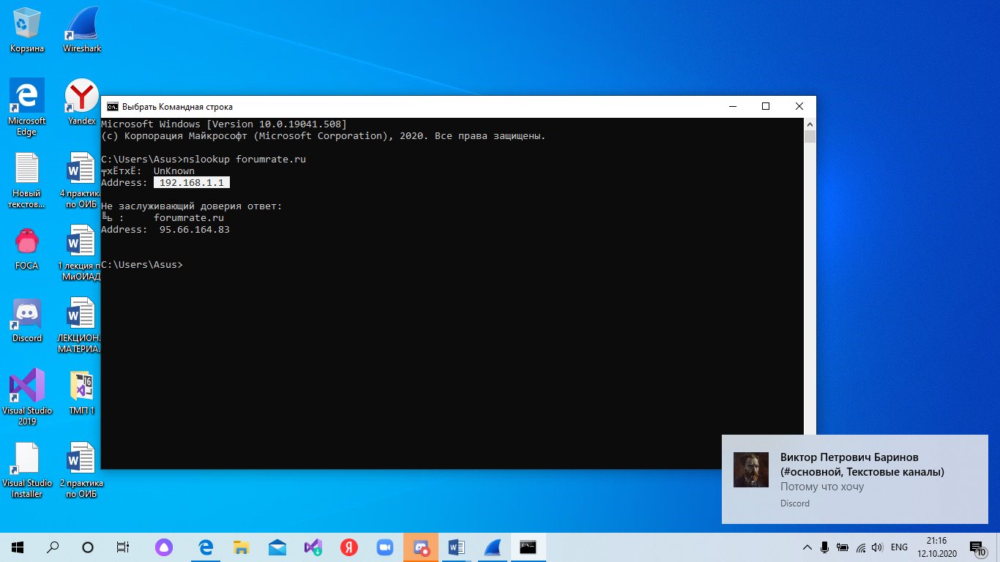 Корзина
Wireshark
Microsoft
Edge
Yandex
Новый
текстов...
4 практика
по ОИБ
FOCA
1 лекция п
МиОИАД
Discord
ЛЕКЦИОН.
МАТЕРИА.
Visual Studio
2019
ТМП 1
Visual Studio
Installer
2 практика
по ОИБ
Выбрать Командная строка
Microsoft Windows [Version 10.0.19041.508]
(c) Корпорация Майкрософт (Microsoft Corporation), 2020. Все права защищены.
C:\Users\Asus>nslookup forumrate.ru
╤хЁтхЁ:  UnKnown
Address:  192.168.1.1
Не заслуживающий доверия ответ:
╚ь :     forumrate.ru
Address:  95.66.164.83
C:\Users\Asus>
Виктор Петрович Баринов
(#основной, Текстовые каналы)
Потому что хочу
Discord
Я
ENG
21:16
12.10.2020
10